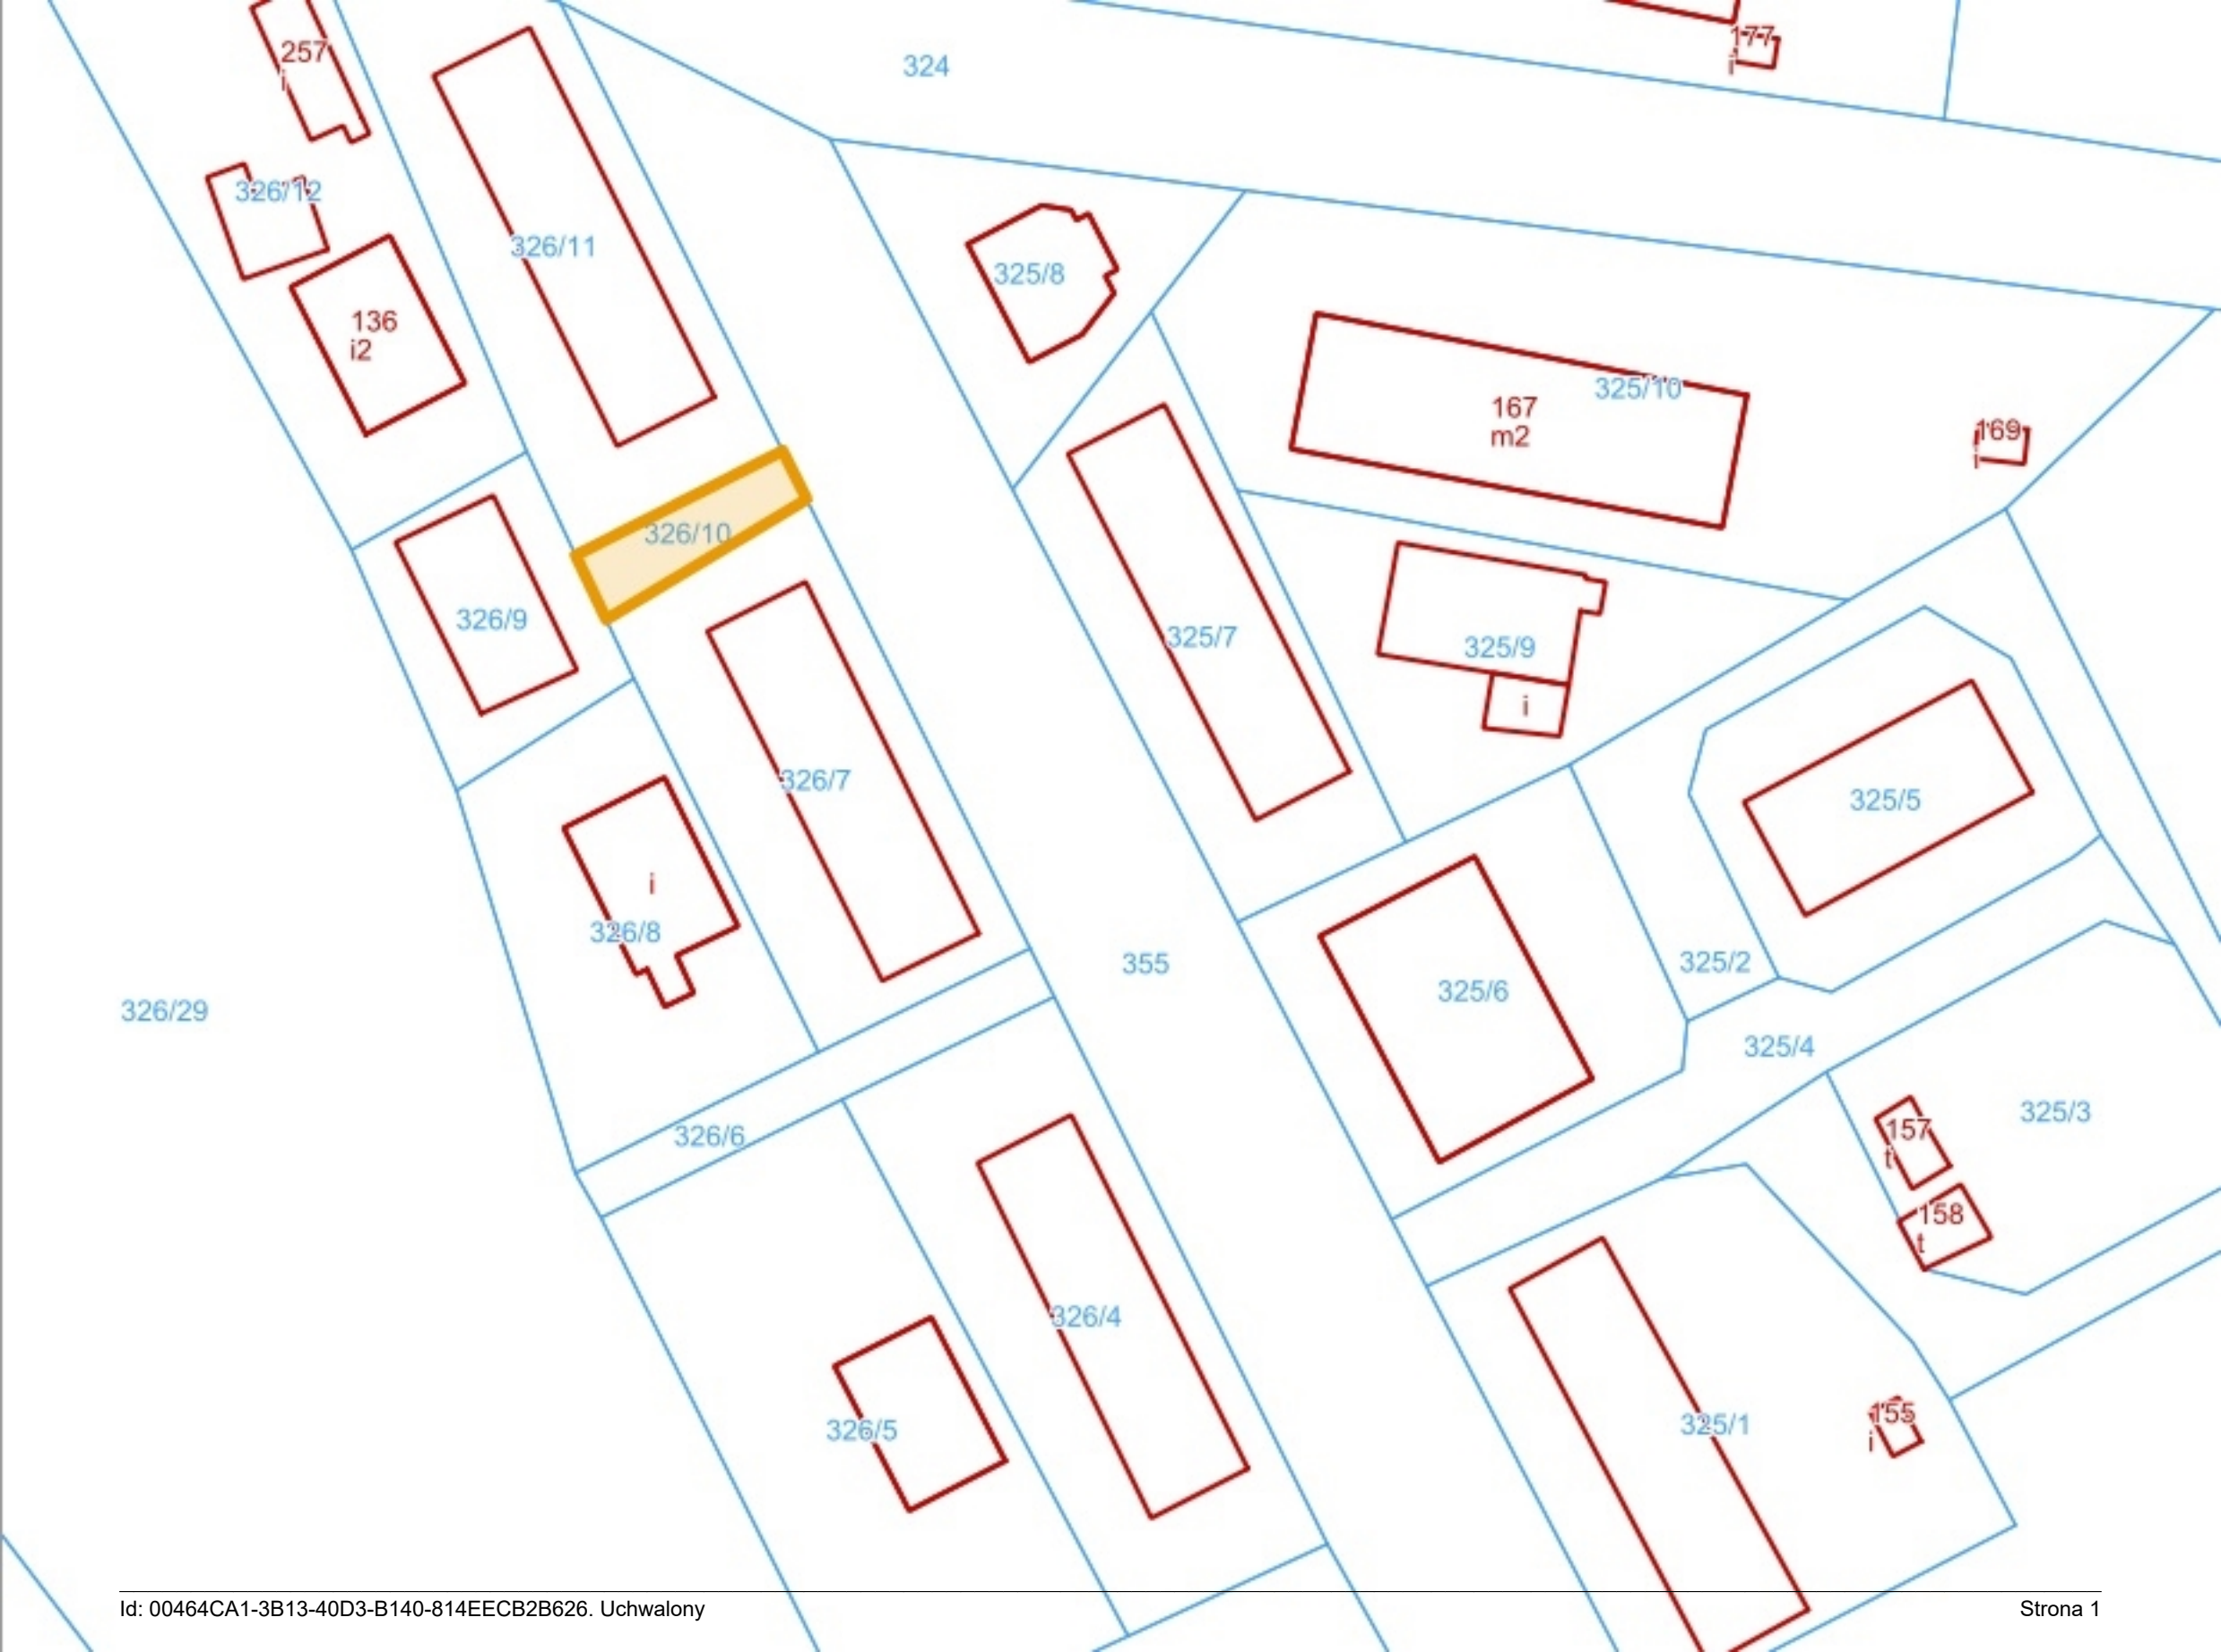 257
i
177
i
324
326/12
326/11
325/8
136
i2
325/10
167
m2
169
i
326/10
326/9
325/7
325/9
i
326/7
325/5
i
326/8
355
325/2
325/6
326/29
325/4
325/3
326/6
157
t
158
t
326/4
326/5
325/1
155
i
Id: 00464CA1-3B13-40D3-B140-814EECB2B626. Uchwalony
Strona 1